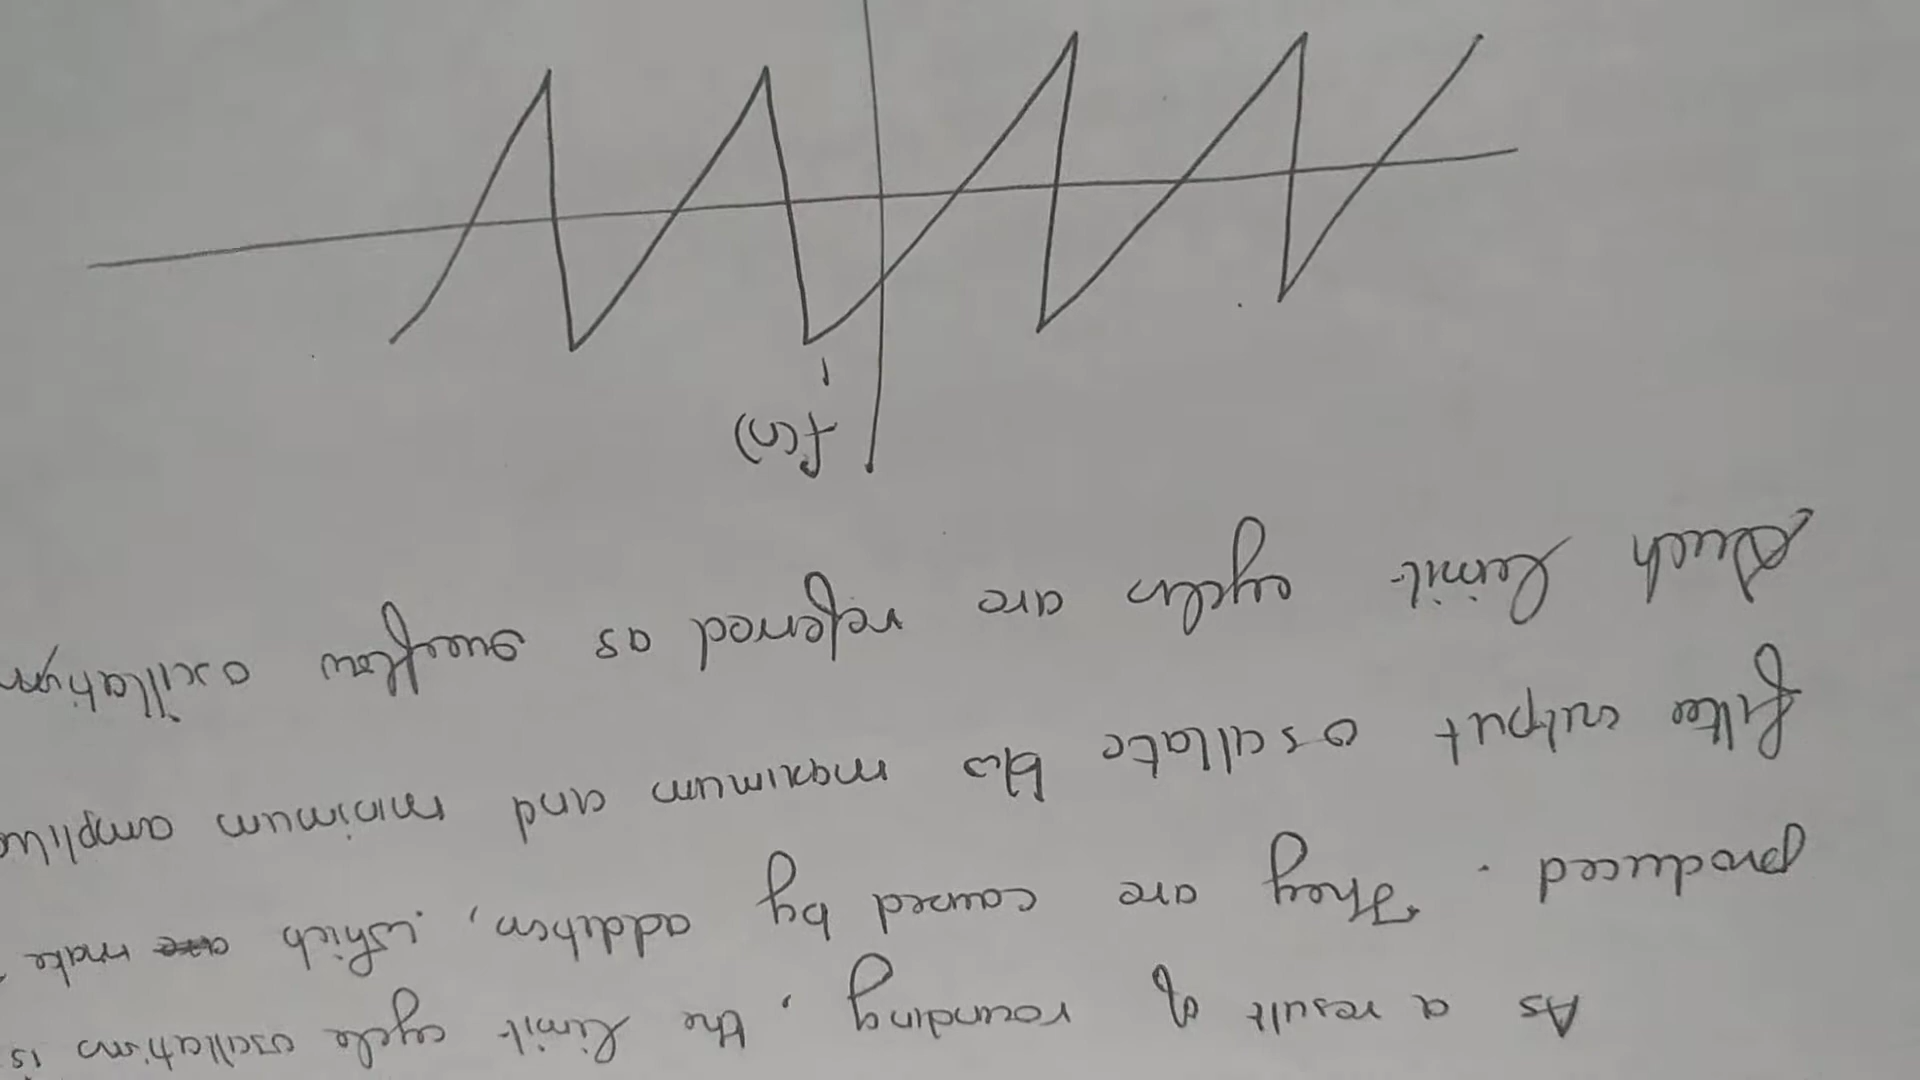 As a result of rounding, the limit cycle oscillations is
produced. They are caused by addition, which are make
filter output oscillate b/w maximum and minimum
Such limit cycles are referred as overflow oscillation
f(n)